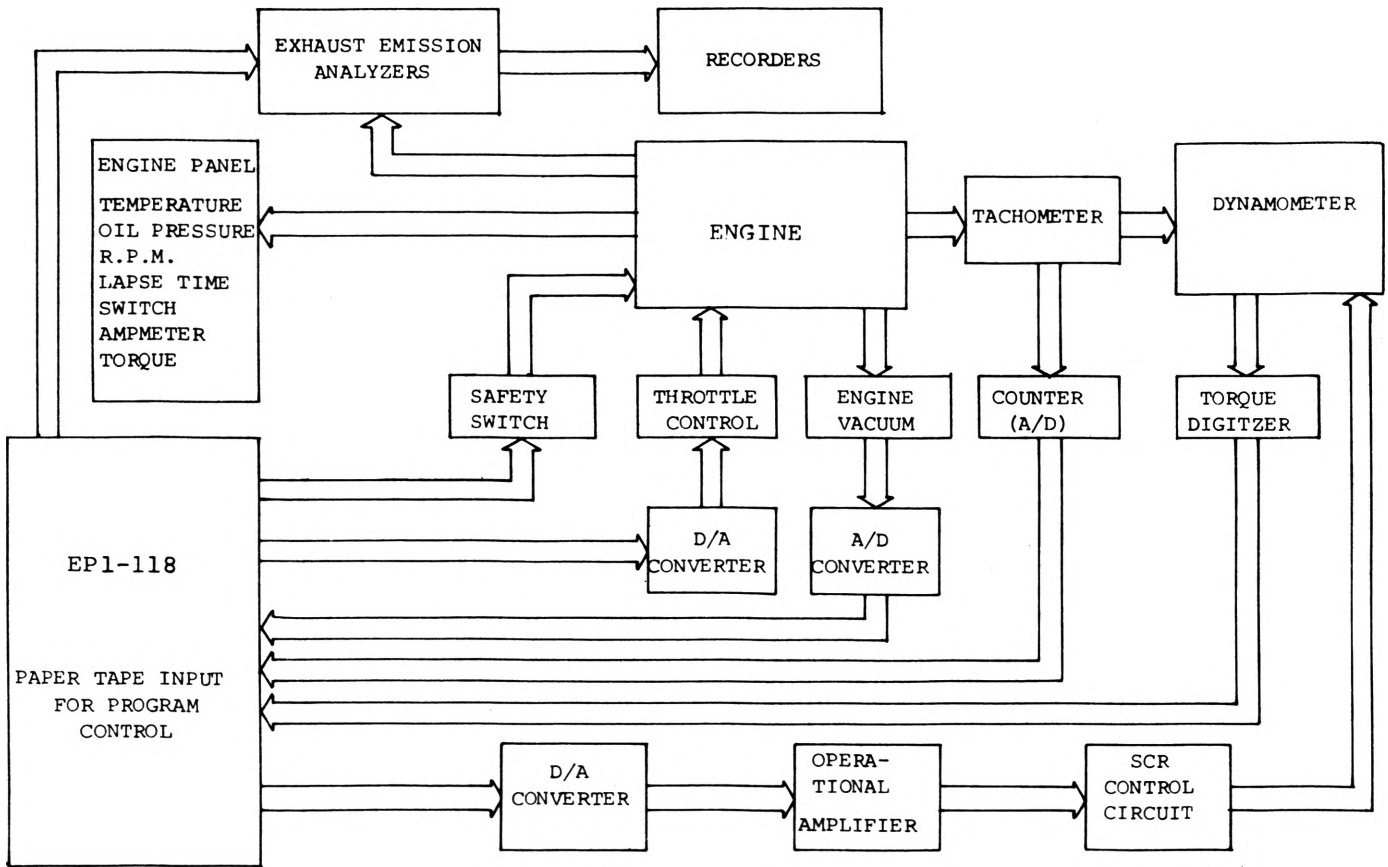 EXHAUST EMISSION
ANALYZERS
RECORDERS
ENGINE PANEL
TEMPERATURE
OIL PRESSURE
R.P.M.
LAPSE TIME
SWITCH
AMPMETER
TORQUE
ENGINE
TACHOMETER
DYNAMOMETER
SAFETY
SWITCH
THROTTLE
CONTROL
ENGINE
VACUUM
COUNTER
(A/D)
TORQUE
DIGITZER
D/A
CONVERTER
A/D
CONVERTER
EP1-118
PAPER TAPE INPUT
FOR PROGRAM
CONTROL
D/A
CONVERTER
OPERA-
TIONAL
AMPLIFIER
SCR
CONTROL
CIRCUIT